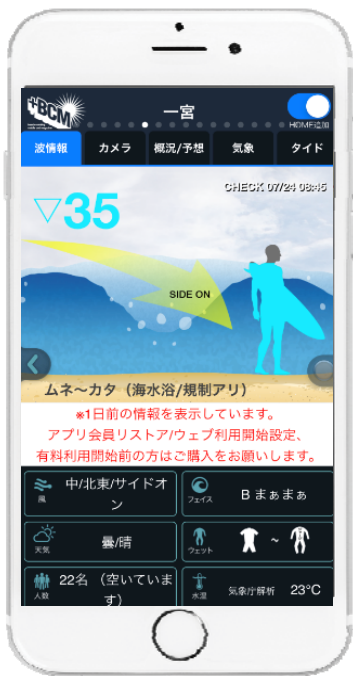 +BCM
一宮
HOME追加
波情報 カメラ 概況/予想 気象 タイド
CHECK 07/24 08:45
▽35
SIDE ON
ムネ～カタ（海水浴/規制アリ）
※1日前の情報を表示しています。
アプリ会員リストア/ウェブ利用開始設定、
有料利用開始前の方はご購入をお願いします。
風 中/北東/サイドオ
ン
フェイス B まぁまぁ
天気 曇/晴
ウェット ～
人数 22名 （空いていま
す）
水温 気象庁解析 23°C